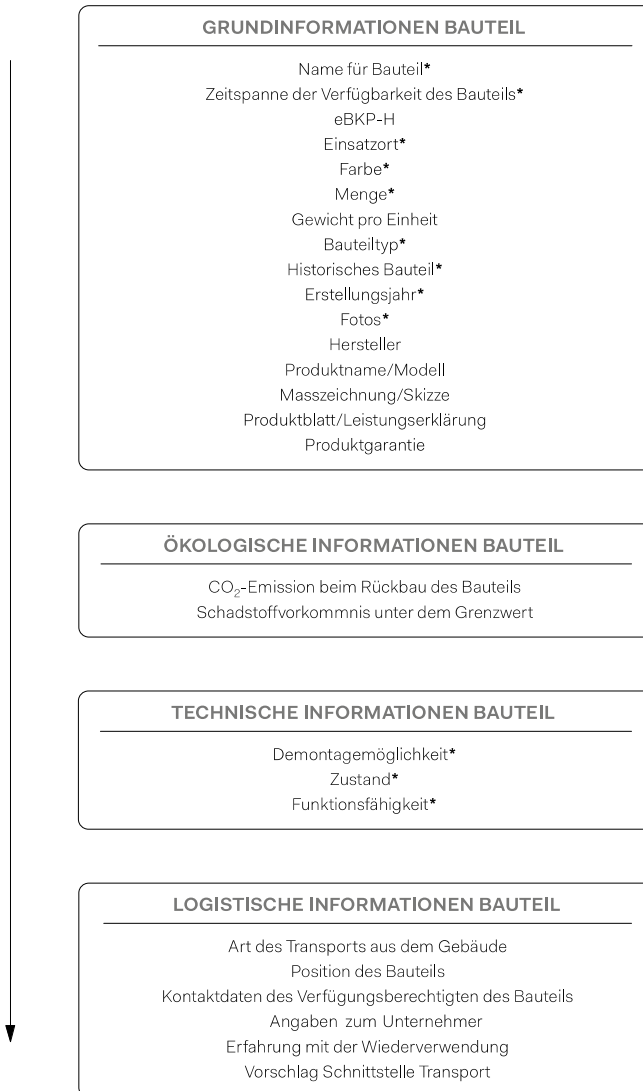 GRUNDINFORMATIONEN BAUTEIL
Name für Bauteil*
Zeitspanne der Verfügbarkeit des Bauteils*
eBKP-H
Einsatzort*
Farbe*
Menge*
Gewicht pro Einheit
Bauteiltyp*
Historisches Bauteil*
Erstellungsjahr*
Fotos*
Hersteller
Produktname/Modell
Masszeichnung/Skizze
Produktblatt/Leistungserklärung
Produktgarantie
ÖKOLOGISCHE INFORMATIONEN BAUTEIL
CO₂-Emission beim Rückbau des Bauteils
Schadstoffvorkommnis unter dem Grenzwert
TECHNISCHE INFORMATIONEN BAUTEIL
Demontagemöglichkeit*
Zustand*
Funktionsfähigkeit*
LOGISTISCHE INFORMATIONEN BAUTEIL
Art des Transports aus dem Gebäude
Position des Bauteils
Kontaktdaten des Verfügungsberechtigten des Bauteils
Angaben zum Unternehmer
Erfahrung mit der Wiederverwendung
Vorschlag Schnittstelle Transport